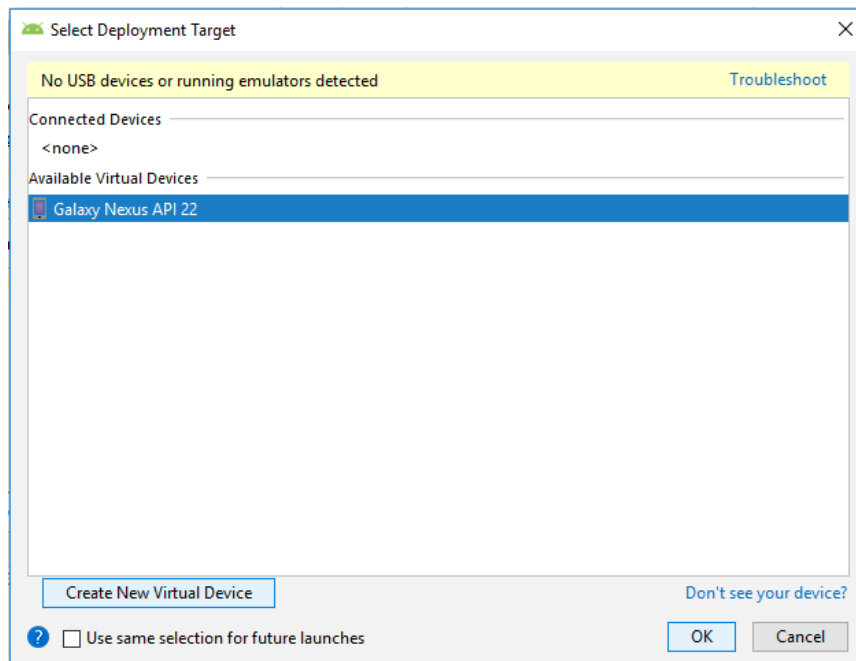 Select Deployment Target
No USB devices or running emulators detected Troubleshoot
Connected Devices
<none>
Available Virtual Devices
Galaxy Nexus API 22
Create New Virtual Device Don't see your device?
? Use same selection for future launches OK Cancel